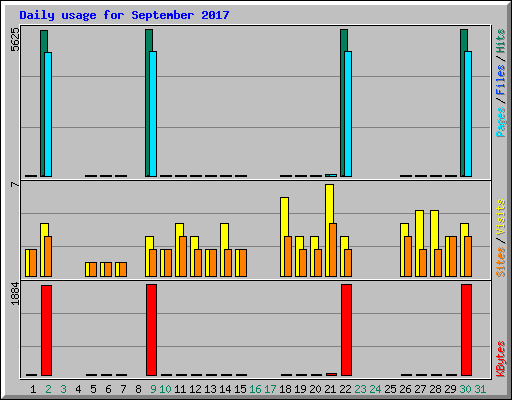 Daily usage for September 2017
5625
Pages/Files/Hits
7
Sites/Visits
1884
KBytes
1 2 3 4 5 6 7 8 9 10 11 12 13 14 15 16 17 18 19 20 21 22 23 24 25 26 27 28 29 30 31